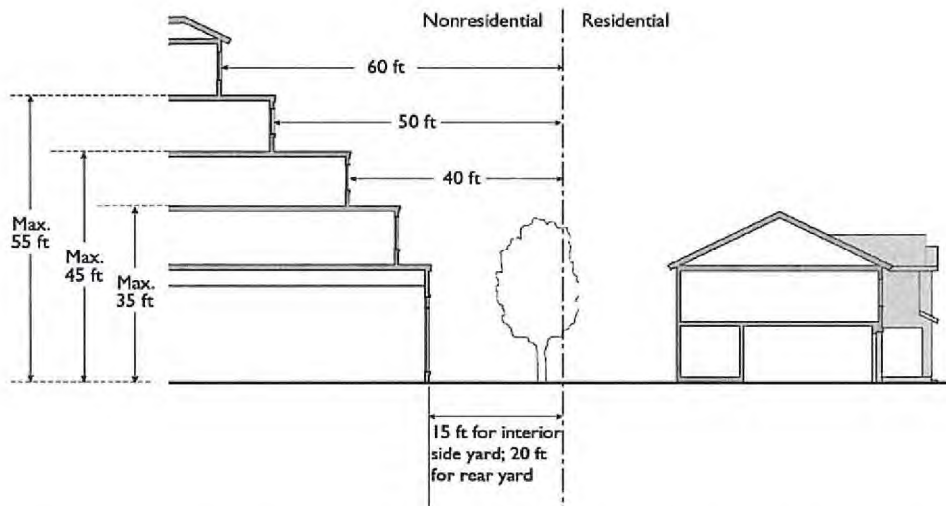 Nonresidential
Residential
60 ft
50 ft
40 ft
Max.
55 ft
Max.
45 ft
Max.
35 ft
15 ft for interior
side yard; 20 ft
for rear yard